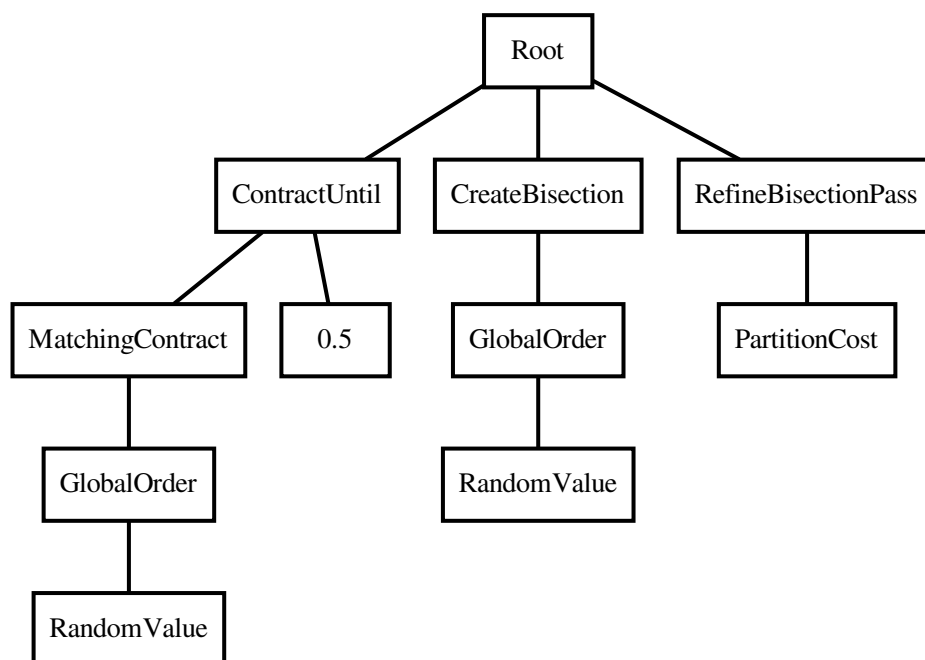 Root
ContractUntil
CreateBisection
RefineBisectionPass
MatchingContract
0.5
GlobalOrder
PartitionCost
GlobalOrder
RandomValue
RandomValue